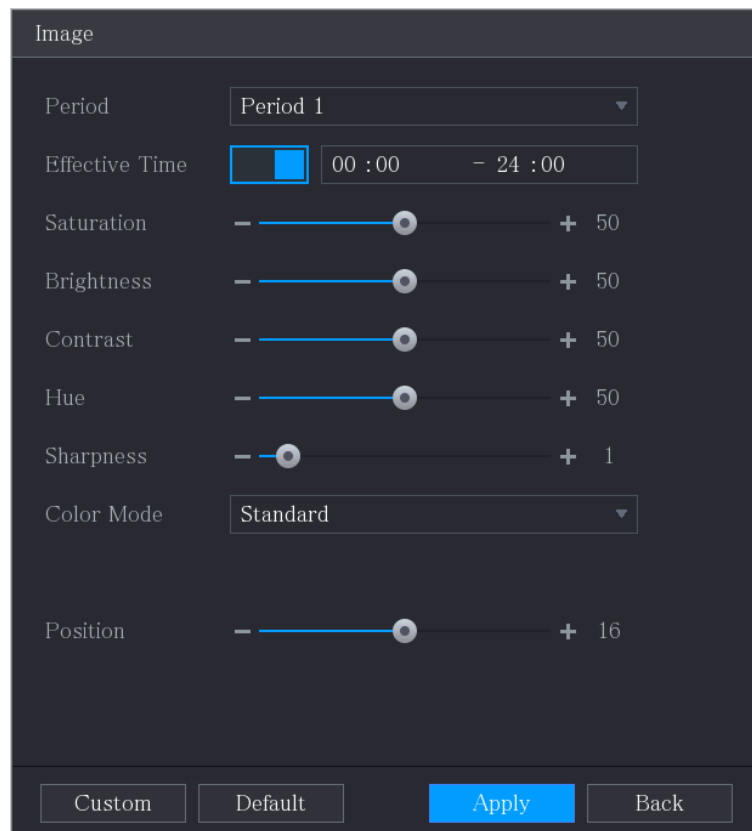 Image
Period Period 1
Effective Time 00 :00 - 24 :00
Saturation - + 50
Brightness - + 50
Contrast - + 50
Hue - + 50
Sharpness - + 1
Color Mode Standard
Position - + 16
Custom Default Apply Back